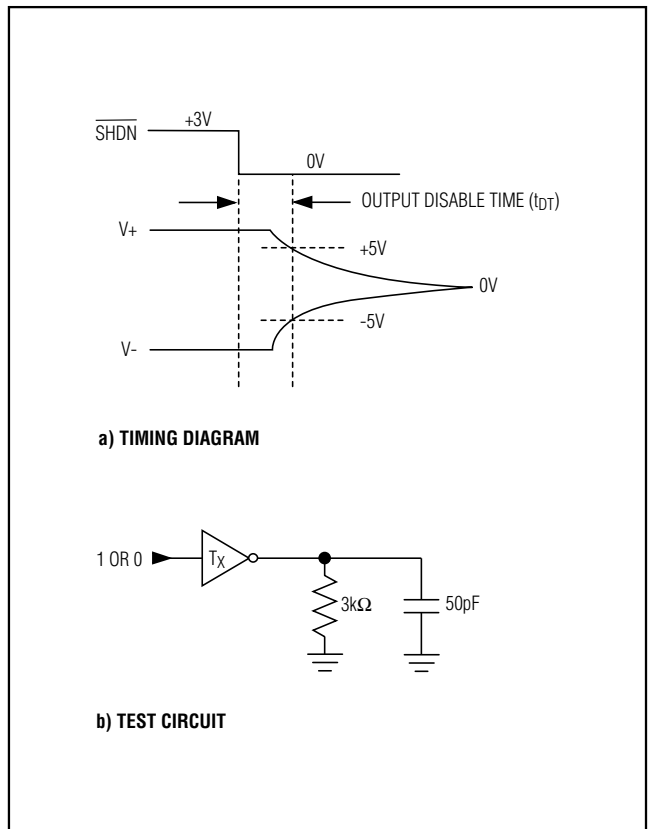 SHDN +3V
0V
OUTPUT DISABLE TIME (tDT)
V+
+5V
0V
-5V
V-
a) TIMING DIAGRAM
1 OR 0
TX
3kΩ
50pF
b) TEST CIRCUIT